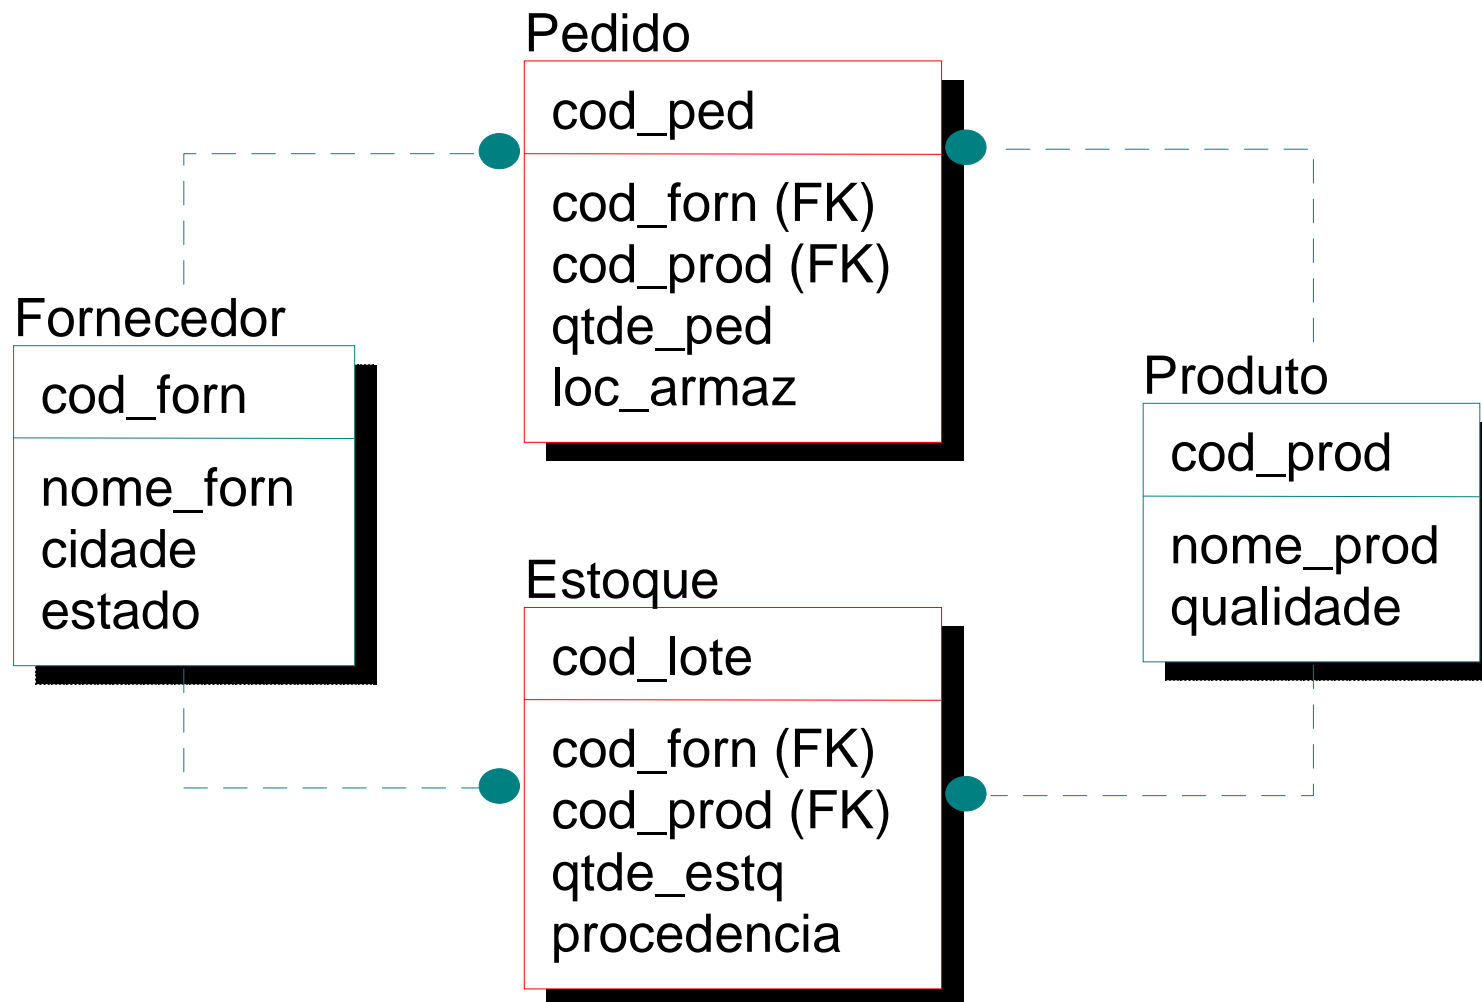 Pedido
cod_ped
cod_forn (FK)
cod_prod (FK)
qtde_ped
loc_armaz
Fornecedor
cod_forn
nome_forn
cidade
estado
Produto
cod_prod
nome_prod
qualidade
Estoque
cod_lote
cod_forn (FK)
cod_prod (FK)
qtde_estq
procedencia